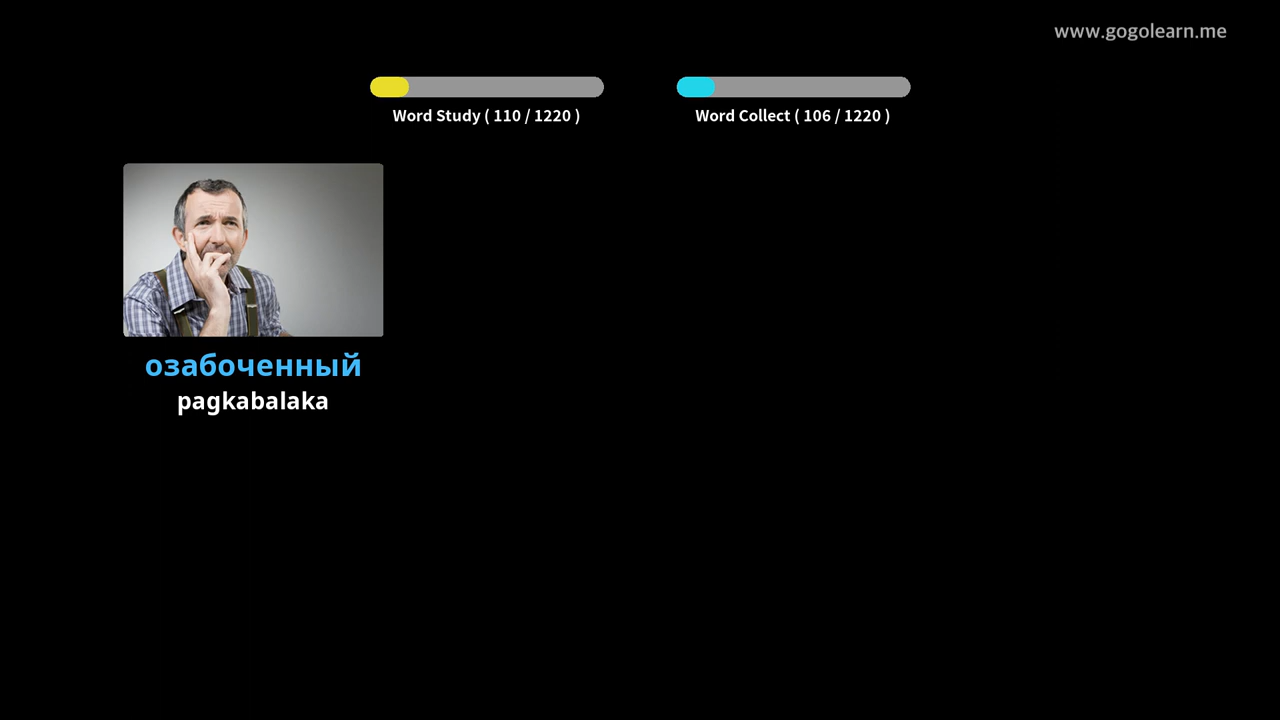 www.gogolearn.me
Word Study ( 110 / 1220 )
Word Collect ( 106 / 1220 )
озабоченный
pagkabalaka